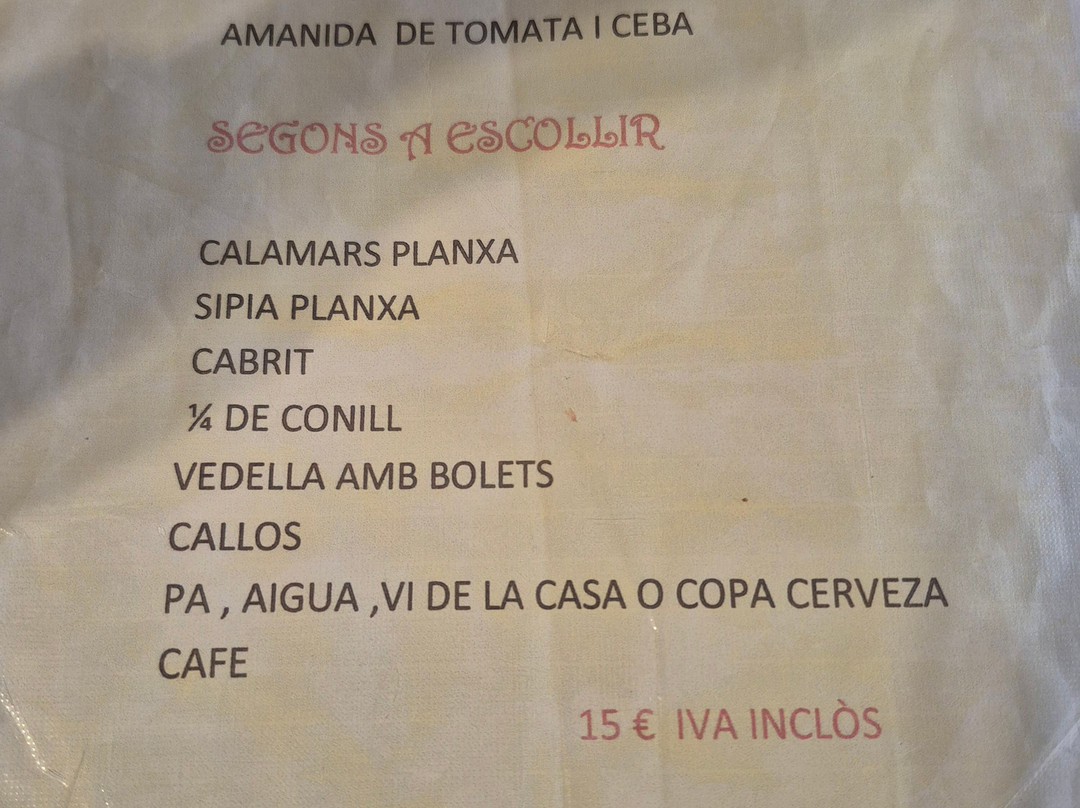 AMANIDA DE TOMATA I CEBA
SEGONS A ESCOLLIR
CALAMARS PLANXA
SIPIA PLANXA
CABRIT
¼ DE CONILL
VEDELLA AMB BOLETS
CALLOS
PA , AIGUA ,VI DE LA CASA O COPA CERVEZA
CAFE
15 € IVA INCLÒS